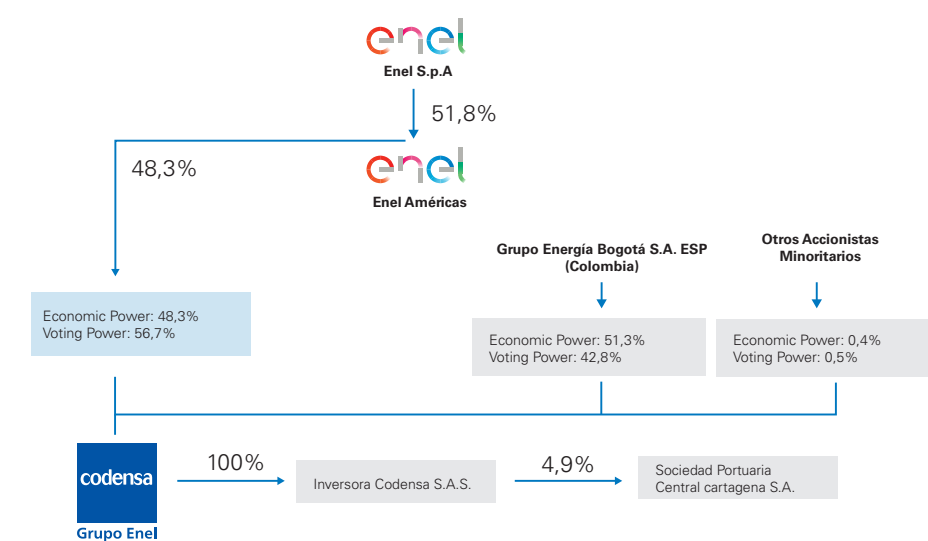 enel
Enel S.p.A
51,8%
48,3%
enel
Enel Américas
Grupo Energía Bogotá S.A. ESP
(Colombia)
Otros Accionistas
Minoritarios
Economic Power: 48,3%
Voting Power: 56,7%
Economic Power: 51,3%
Voting Power: 42,8%
Economic Power: 0,4%
Voting Power: 0,5%
codensa
Grupo Enel
100%
Inversora Codensa S.A.S.
4,9%
Sociedad Portuaria
Central cartagena S.A.